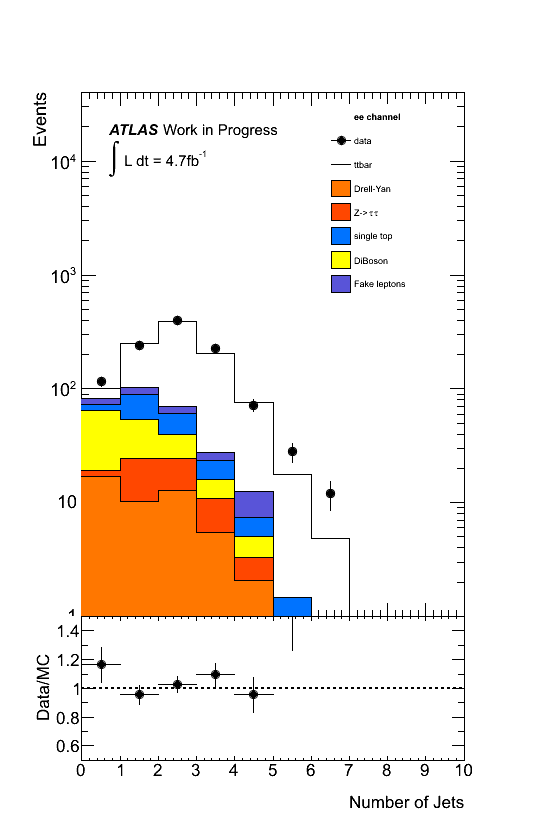 Events
ATLAS Work in Progress
∫ L dt = 4.7fb⁻¹
ee channel
data
ttbar
Drell-Yan
Z->ττ
single top
DiBoson
Fake leptons
10⁴
10³
10²
10
1
Data/MC
1.4
1.2
1
0.8
0.6
0 1 2 3 4 5 6 7 8 9 10
Number of Jets